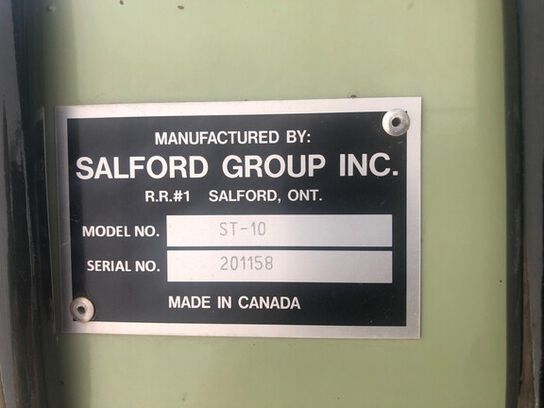 MANUFACTURED BY:
SALFORD GROUP INC.
R.R.#1 SALFORD, ONT.
MODEL NO. ST-10
SERIAL NO. 201158
MADE IN CANADA